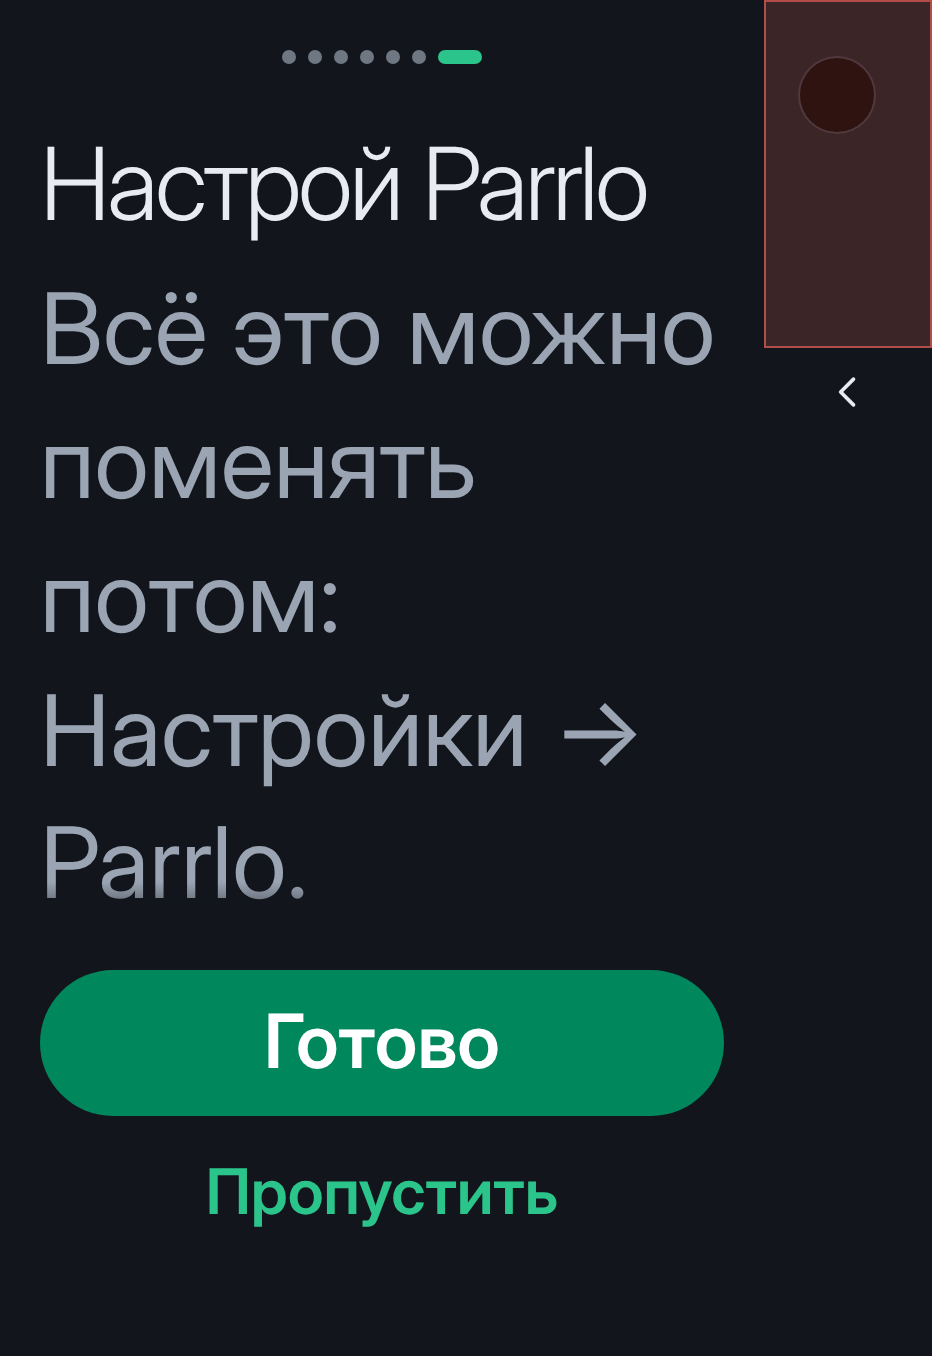 Настрой Parrlo
Всё это можно
поменять
потом:
Настройки →
Parrlo.
Готово
Пропустить